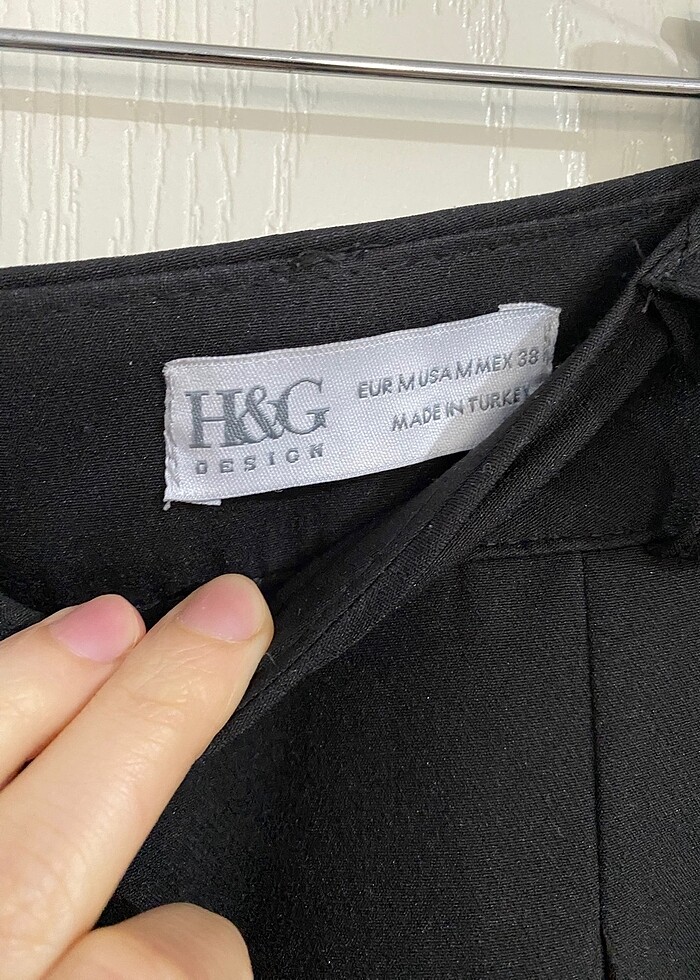 H&G
DESIGN
EUR M USA M MEX 38
MADE IN TURKEY